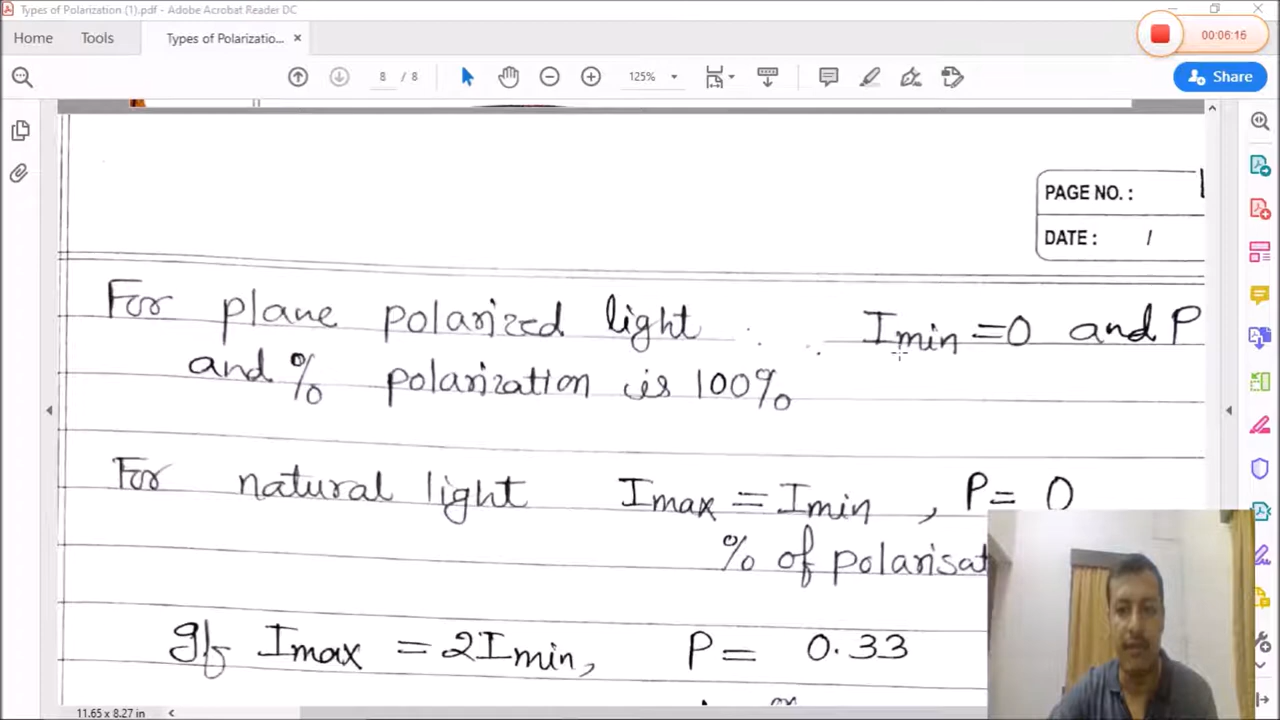 Types of Polarization (1).pdf - Adobe Acrobat Reader DC
00:06:16
Home Tools Types of Polarizatio... ×
8 / 8 125% Share
PAGE NO. :
DATE : /
For plane polarized light Imin = 0 and P
and % polarization is 100%
For natural light Imax = Imin , P = 0
% of polarisat
If Imax = 2Imin, P = 0.33
11.65 x 8.27 in